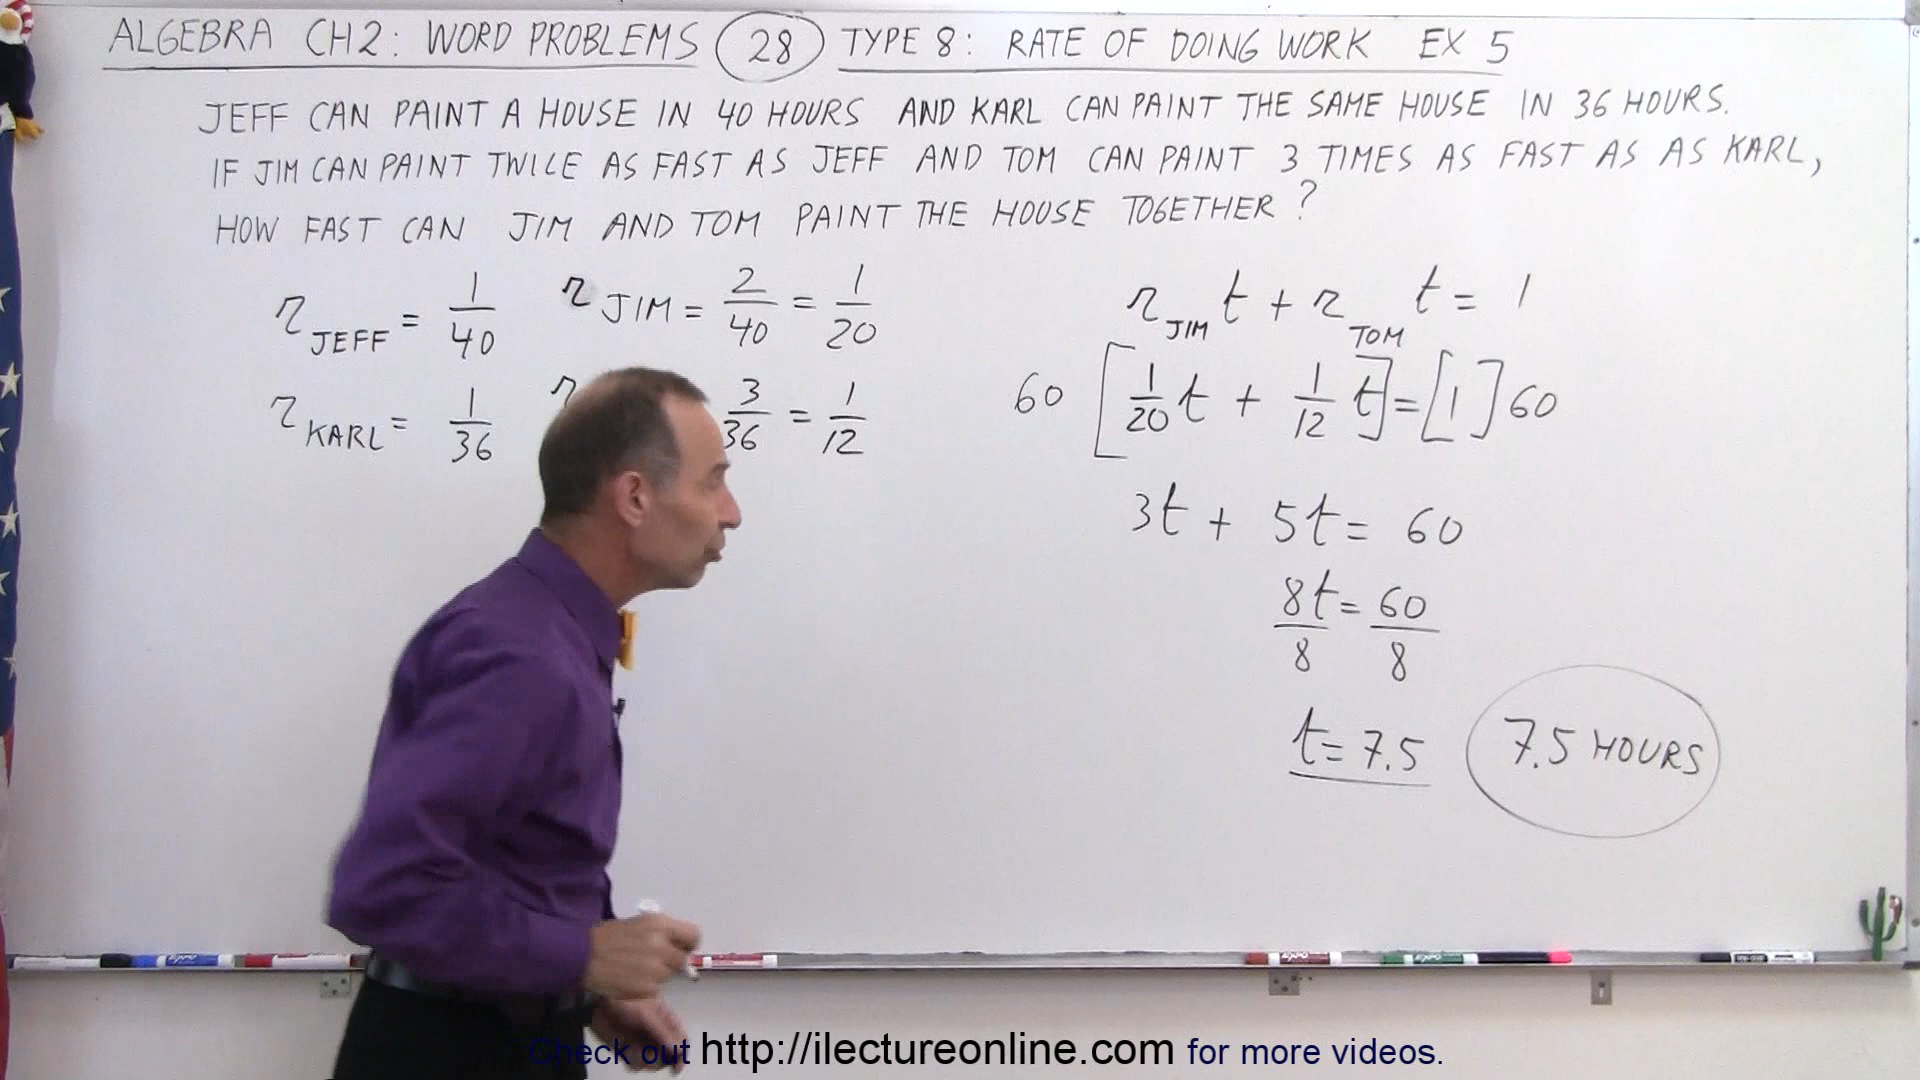 ALGEBRA CH2: WORD PROBLEMS 28 TYPE 8: RATE OF DOING WORK EX 5
JEFF CAN PAINT A HOUSE IN 40 HOURS AND KARL CAN PAINT THE SAME HOUSE IN 36 HOURS.
IF JIM CAN PAINT TWICE AS FAST AS JEFF AND TOM CAN PAINT 3 TIMES AS FAST AS AS KARL,
HOW FAST CAN JIM AND TOM PAINT THE HOUSE TOGETHER?
r JEFF = 1/40 r JIM = 2/40 = 1/20
r KARL = 1/36 r 3/36 = 1/12
r JIM t + r TOM t = 1
60 [1/20 t + 1/12 t] = [1] 60
3t + 5t = 60
8t/8 = 60/8
t = 7.5 7.5 HOURS
Check out http://ilectureonline.com for more videos.